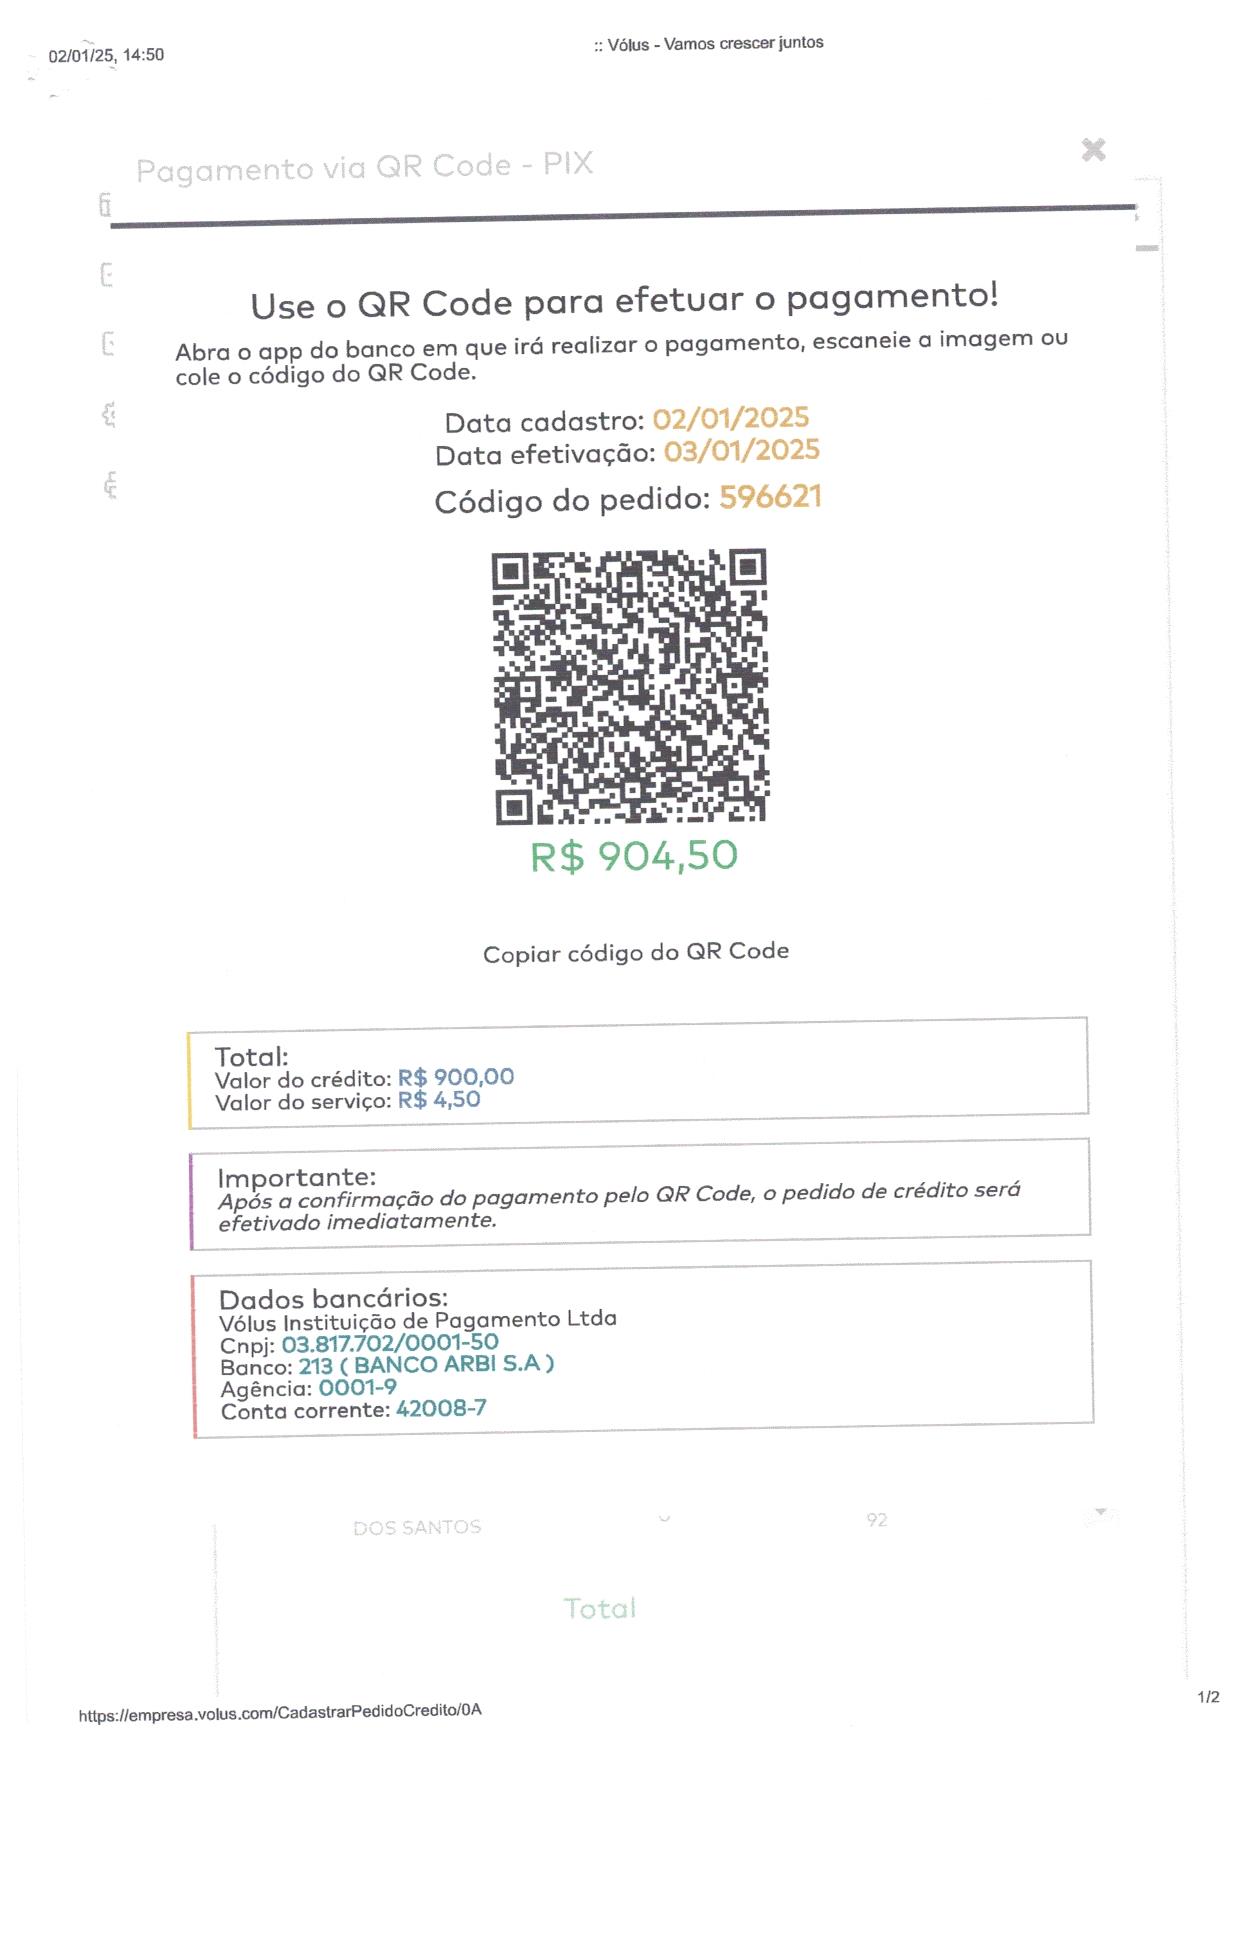 02/01/25, 14:50
:: Vólus - Vamos crescer juntos
Pagamento via QR Code - PIX
Use o QR Code para efetuar o pagamento!
Abra o app do banco em que irá realizar o pagamento, escaneie a imagem ou
cole o código do QR Code.
Data cadastro: 02/01/2025
Data efetivação: 03/01/2025
Código do pedido: 596621
R$ 904,50
Copiar código do QR Code
Total:
Valor do crédito: R$ 900,00
Valor do serviço: R$ 4,50
Importante:
Após a confirmação do pagamento pelo QR Code, o pedido de crédito será
efetivado imediatamente.
Dados bancários:
Vólus Instituição de Pagamento Ltda
Cnpj: 03.817.702/0001-50
Banco: 213 ( BANCO ARBI S.A )
Agência: 0001-9
Conta corrente: 42008-7
DOS SANTOS
92
Total
https://empresa.volus.com/CadastrarPedidoCredito/0A
1/2